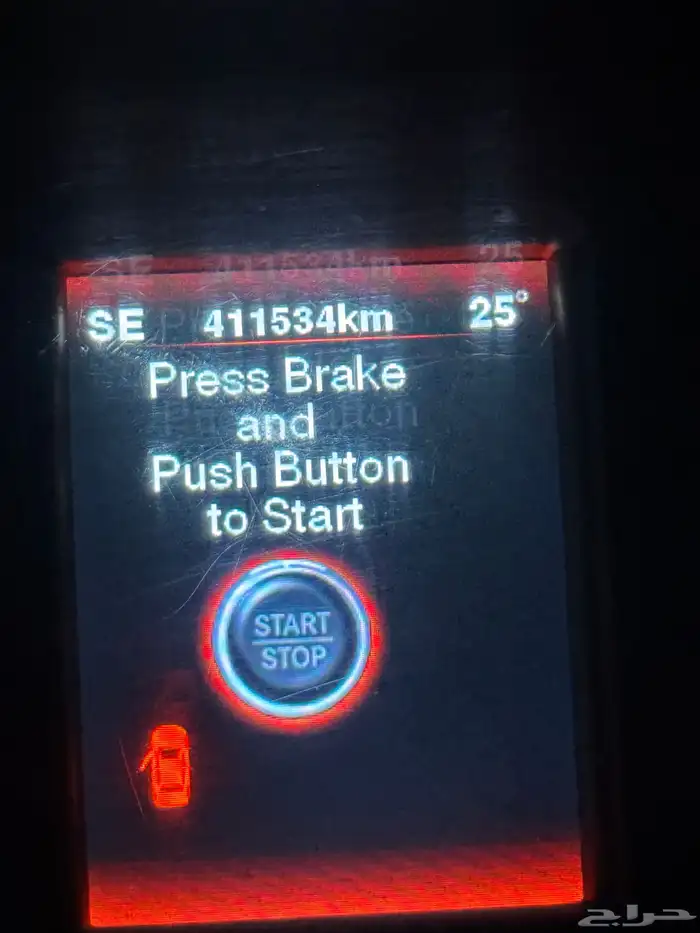 SE 411534km 25°
Press Brake
and
Push Button
to Start
START
STOP
حراج